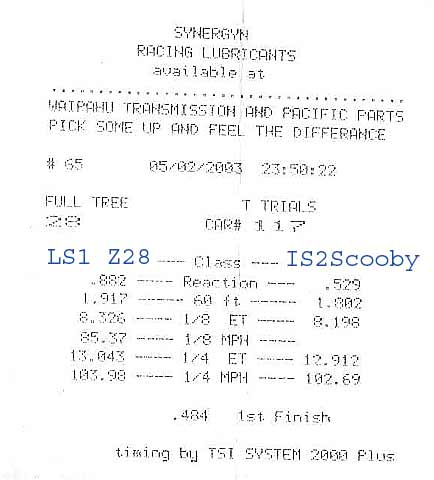 SYNERGYN
RACING LUBRICANTS
available at
WAIPAHU TRANSMISSION AND PACIFIC PARTS
PICK SOME UP AND FEEL THE DIFFERANCE
# 65 05/02/2003 23:50:22
FULL TREE T TRIALS
28 CAR# 117
LS1 Z28 ---- Class --- IS2Scooby
.882 ----- Reaction --- .529
1.917 ----- 60 ft ---- 1.802
8.326 ----- 1/8 ET ---- 8.198
85.37 ----- 1/8 MPH ----
13.043 ----- 1/4 ET ---- 12.912
103.98 ----- 1/4 MPH ---- 102.69
.484 1st Finish
timing by TSI SYSTEM 2000 Plus